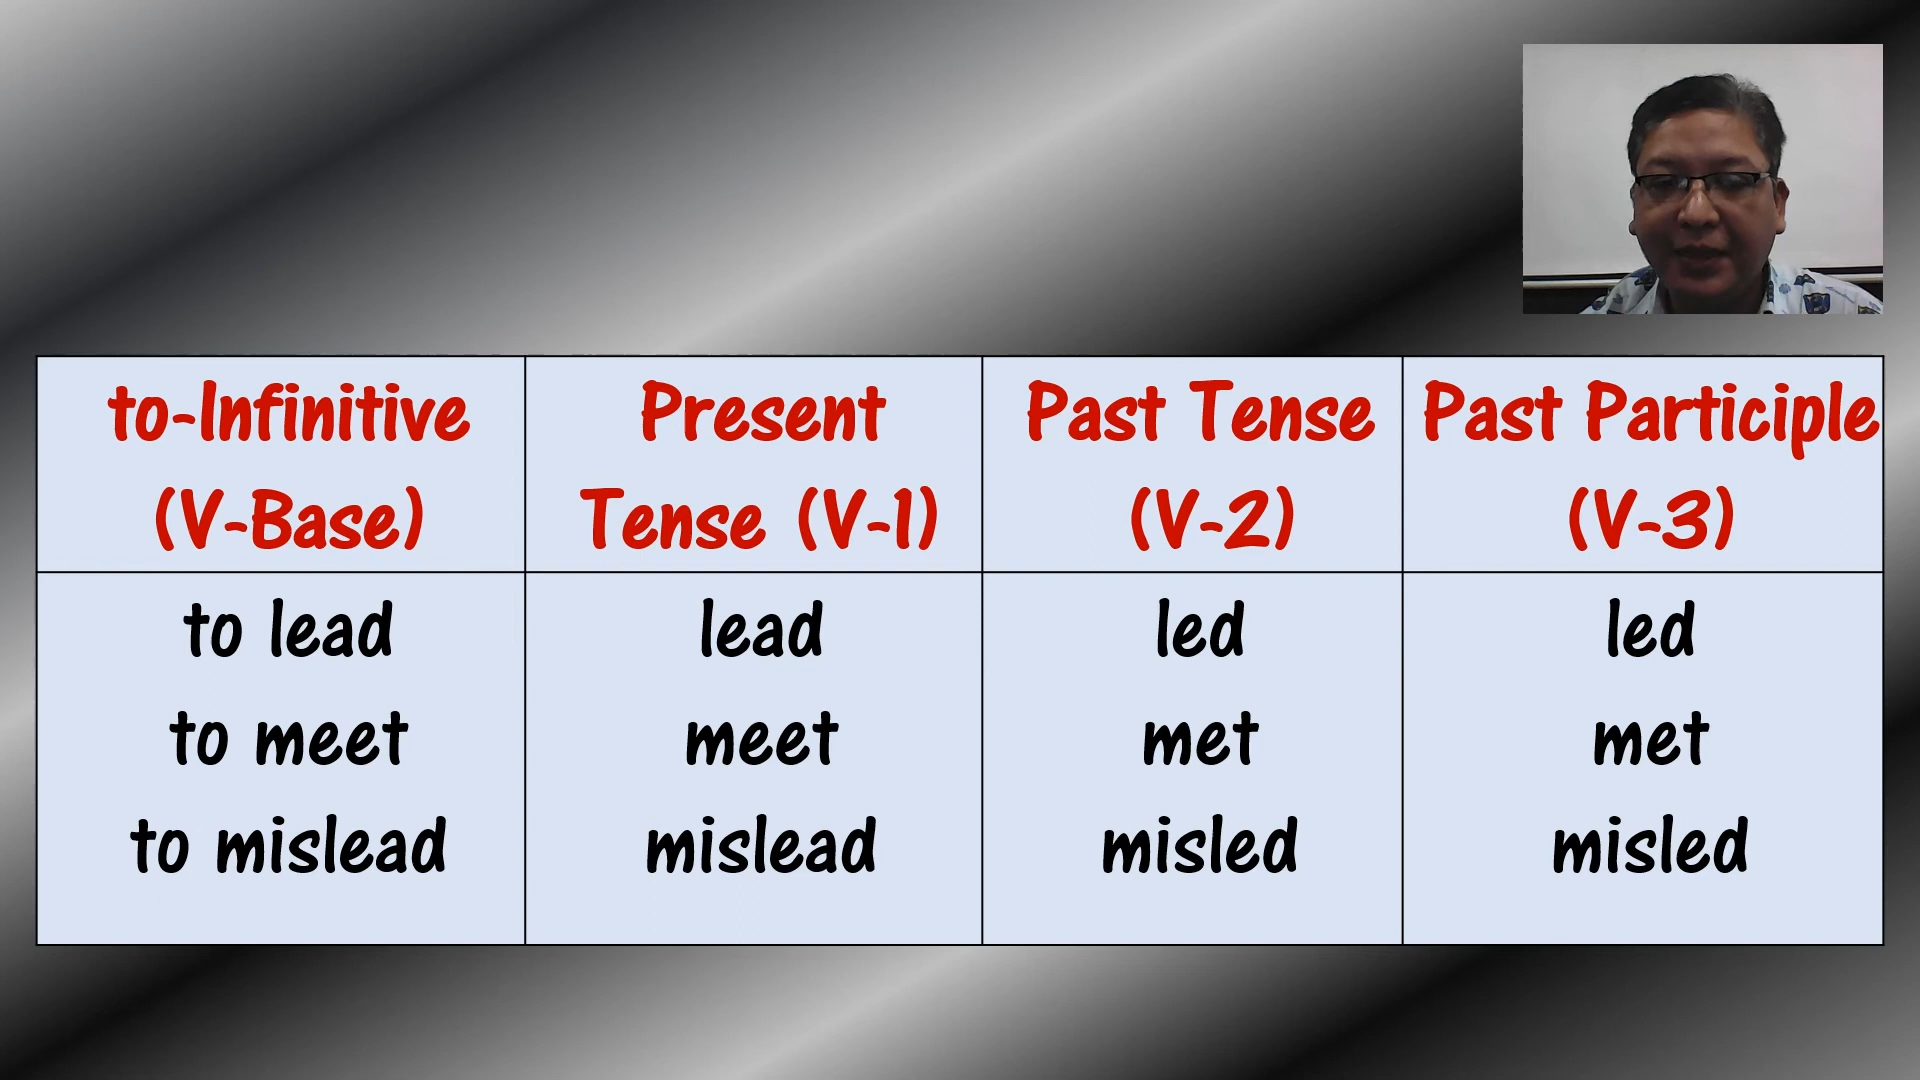 to-Infinitive
(V-Base)
Present
Tense (V-1)
Past Tense
(V-2)
Past Participle
(V-3)
to lead
lead
led
led
to meet
meet
met
met
to mislead
mislead
misled
misled